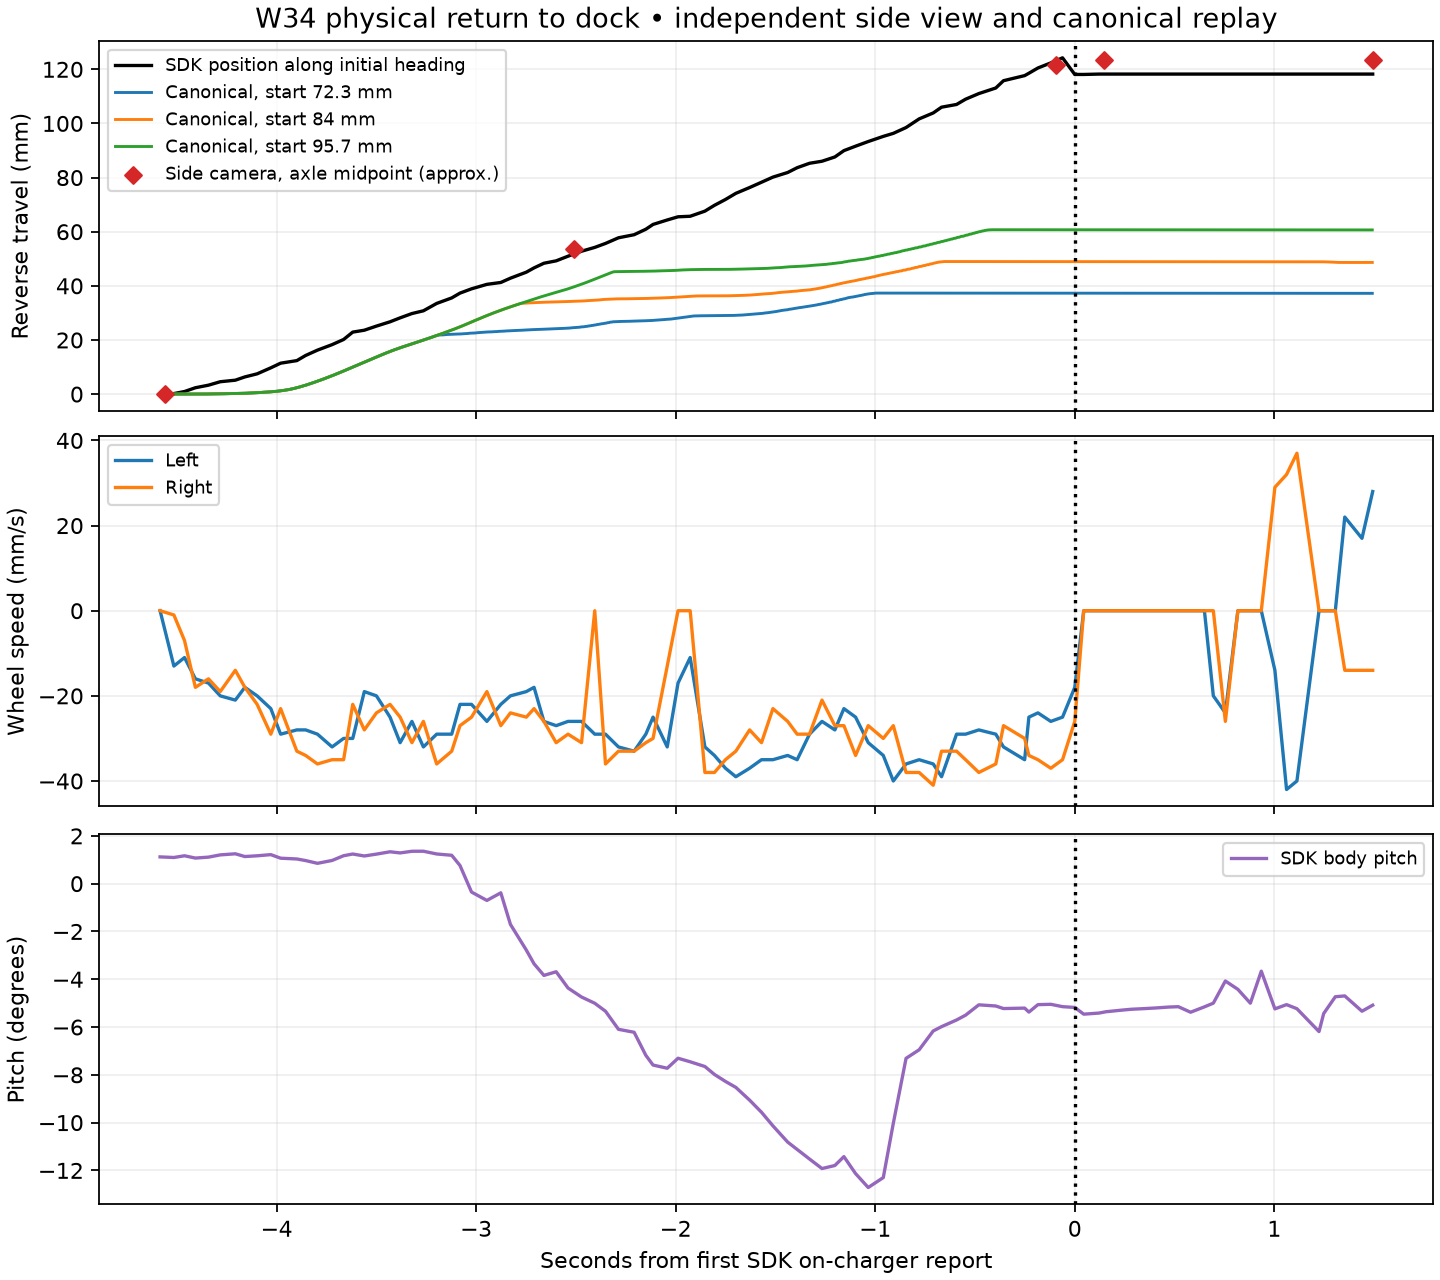 W34 physical return to dock • independent side view and canonical replay
SDK position along initial heading
Canonical, start 72.3 mm
Canonical, start 84 mm
Canonical, start 95.7 mm
Side camera, axle midpoint (approx.)
Reverse travel (mm)
120
100
80
60
40
20
0
Left
Right
Wheel speed (mm/s)
40
20
0
−20
−40
SDK body pitch
Pitch (degrees)
2
0
−2
−4
−6
−8
−10
−12
−4 −3 −2 −1 0 1
Seconds from first SDK on-charger report